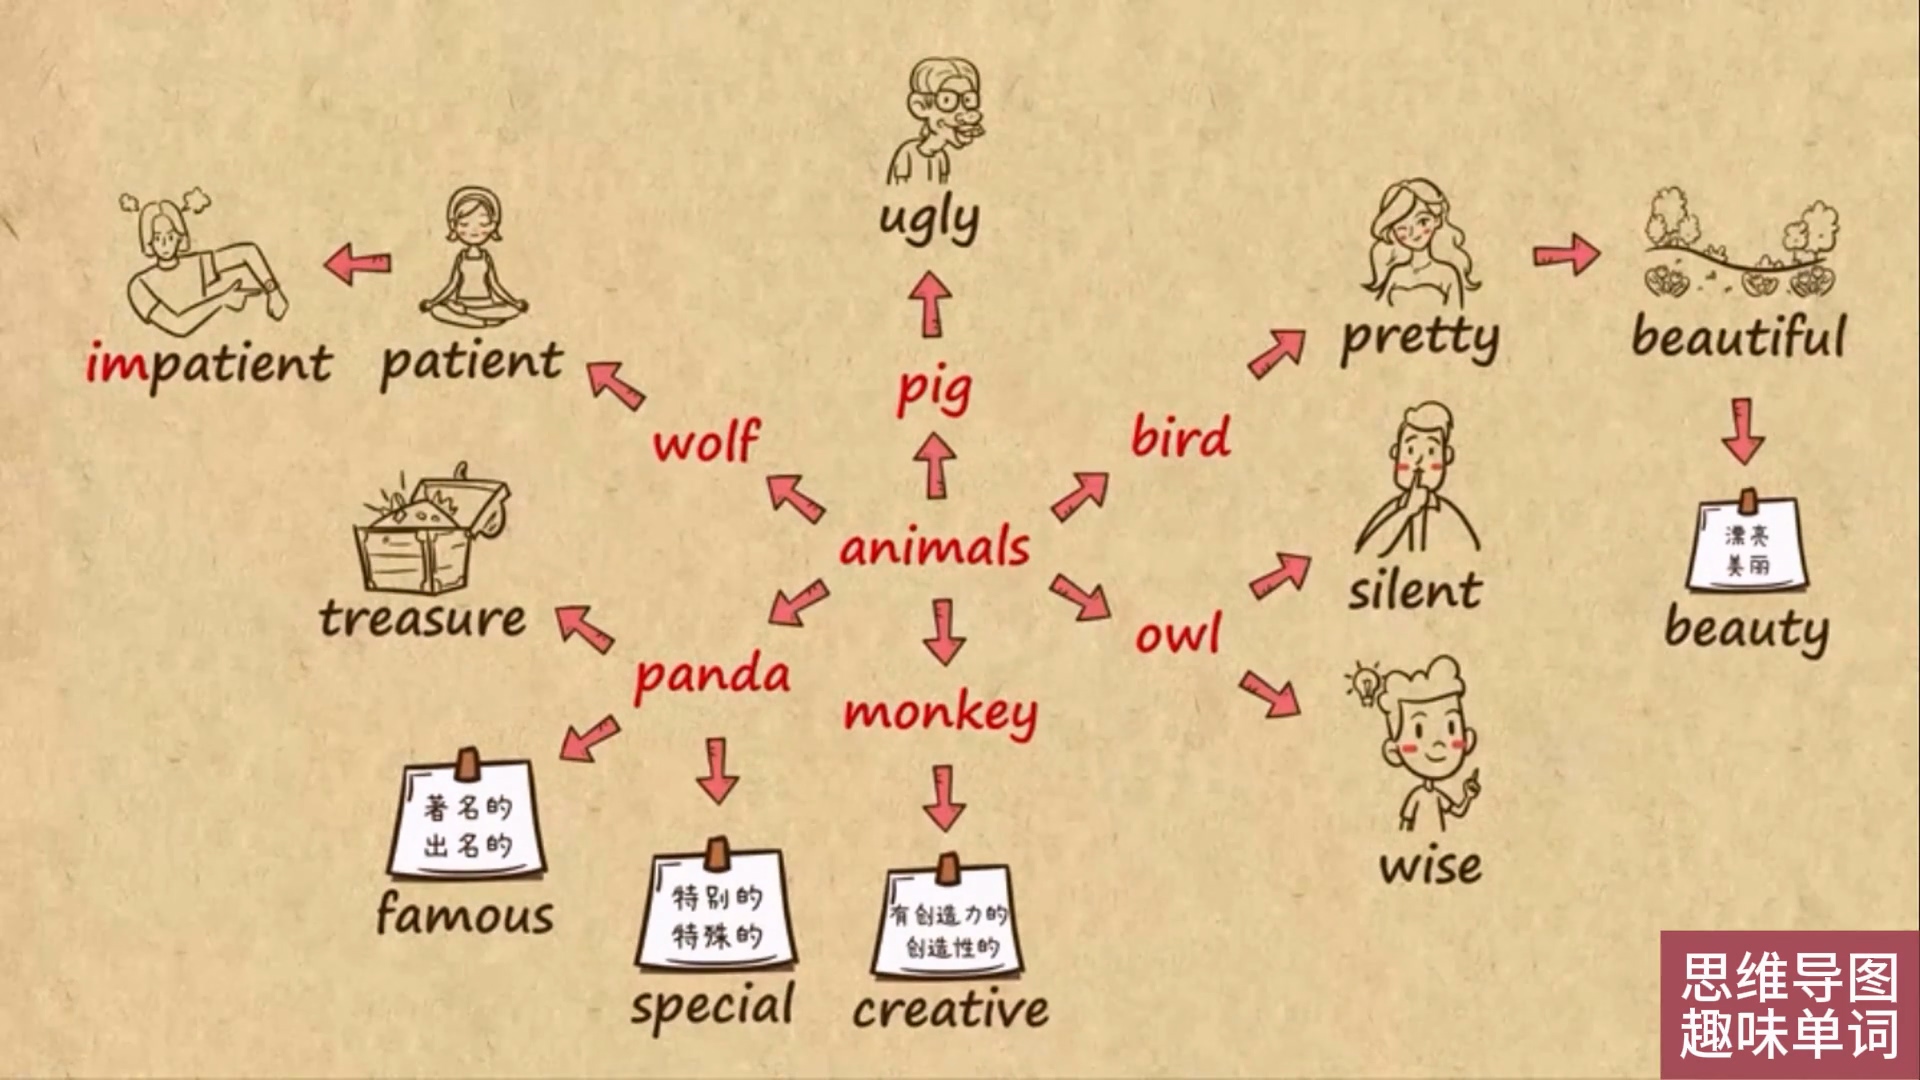 ugly
impatient
patient
pretty
beautiful
pig
wolf
bird
漂亮
美丽
animals
silent
treasure
beauty
owl
panda
monkey
著名的
出名的
wise
famous
特别的
特殊的
有创造力的
创造性的
special
creative
思维导图
趣味单词